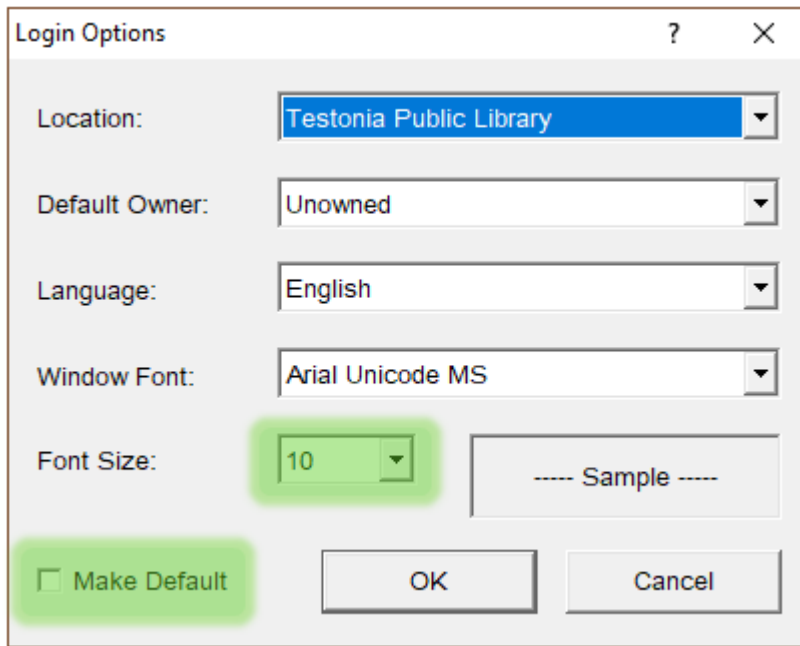 Login Options ?
Location: Testonia Public Library
Default Owner: Unowned
Language: English
Window Font: Arial Unicode MS
Font Size: 10 ----- Sample -----
Make Default OK Cancel